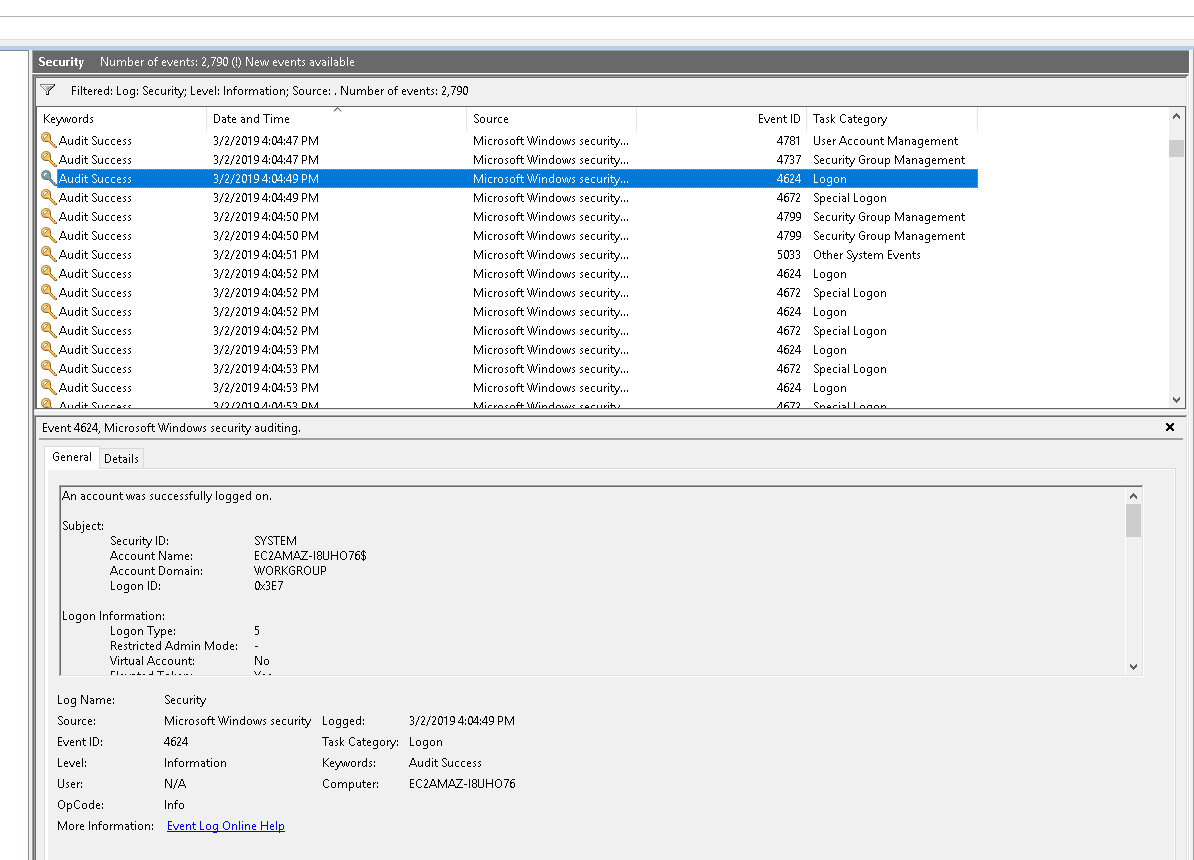 Security Number of events: 2,790 (!) New events available
Filtered: Log: Security; Level: Information; Source: . Number of events: 2,790
Keywords Date and Time Source Event ID Task Category
Audit Success 3/2/2019 4:04:47 PM Microsoft Windows security... 4781 User Account Management
Audit Success 3/2/2019 4:04:47 PM Microsoft Windows security... 4737 Security Group Management
Audit Success 3/2/2019 4:04:49 PM Microsoft Windows security... 4624 Logon
Audit Success 3/2/2019 4:04:49 PM Microsoft Windows security... 4672 Special Logon
Audit Success 3/2/2019 4:04:50 PM Microsoft Windows security... 4799 Security Group Management
Audit Success 3/2/2019 4:04:50 PM Microsoft Windows security... 4799 Security Group Management
Audit Success 3/2/2019 4:04:51 PM Microsoft Windows security... 5033 Other System Events
Audit Success 3/2/2019 4:04:52 PM Microsoft Windows security... 4624 Logon
Audit Success 3/2/2019 4:04:52 PM Microsoft Windows security... 4672 Special Logon
Audit Success 3/2/2019 4:04:52 PM Microsoft Windows security... 4624 Logon
Audit Success 3/2/2019 4:04:52 PM Microsoft Windows security... 4672 Special Logon
Audit Success 3/2/2019 4:04:53 PM Microsoft Windows security... 4624 Logon
Audit Success 3/2/2019 4:04:53 PM Microsoft Windows security... 4672 Special Logon
Audit Success 3/2/2019 4:04:53 PM Microsoft Windows security... 4624 Logon
Audit Success 3/2/2019 4:04:53 PM Microsoft Windows security... 4672 Special Logon
Event 4624, Microsoft Windows security auditing.
General Details
An account was successfully logged on.
Subject:
Security ID: SYSTEM
Account Name: EC2AMAZ-I8UHO76$
Account Domain: WORKGROUP
Logon ID: 0x3E7
Logon Information:
Logon Type: 5
Restricted Admin Mode: -
Virtual Account: No
Elevated Token: Yes
Log Name: Security
Source: Microsoft Windows security Logged: 3/2/2019 4:04:49 PM
Event ID: 4624 Task Category: Logon
Level: Information Keywords: Audit Success
User: N/A Computer: EC2AMAZ-I8UHO76
OpCode: Info
More Information: Event Log Online Help